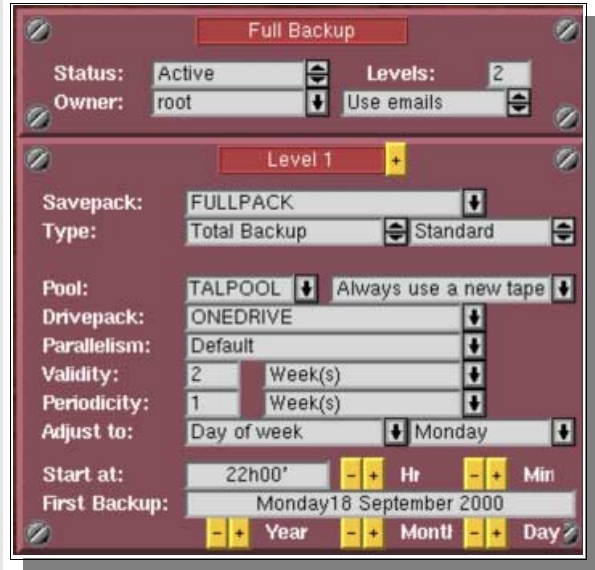 Full Backup
Status: Active Levels: 2
Owner: root Use emails
Level 1 +
Savepack: FULLPACK
Type: Total Backup Standard
Pool: TALPOOL Always use a new tape
Drivepack: ONEDRIVE
Parallelism: Default
Validity: 2 Week(s)
Periodicity: 1 Week(s)
Adjust to: Day of week Monday
Start at: 22h00' - + Hr - + Min
First Backup: Monday18 September 2000
- + Year - + Montl - + Day